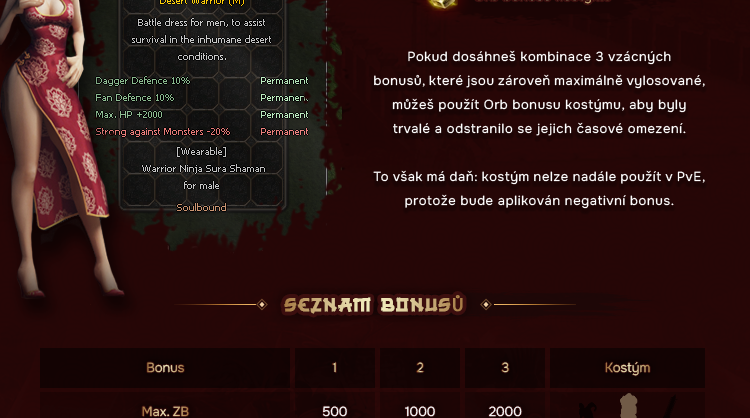 Desert Warrior (M)
Battle dress for men, to assist
survival in the inhumane desert
conditions.
Dagger Defence 10% Permanent
Fan Defence 10% Permanen.
Max. HP +2000 Permanent
Strong against Monsters -20% Permanent
[Wearable]
Warrior Ninja Sura Shaman
for male
Soulbound
Pokud dosáhneš kombinace 3 vzácných
bonusů, které jsou zároveň maximálně vylosované,
můžeš použít Orb bonusu kostýmu, aby byly
trvalé a odstranilo se jejich časové omezení.
To však má daň: kostým nelze nadále použít v PvE,
protože bude aplikován negativní bonus.
SEZNAM BONUSŮ
Bonus 1 2 3 Kostým
Max. ZB 500 1000 2000